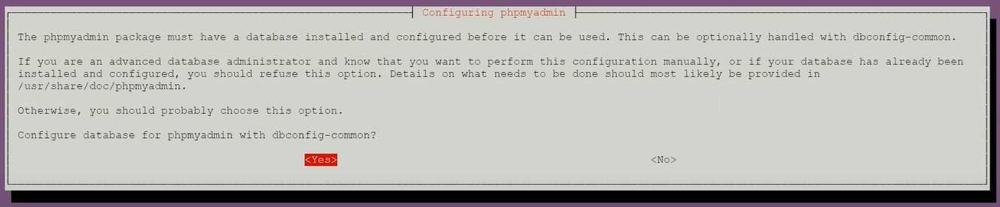 Configuring phpmyadmin
The phpmyadmin package must have a database installed and configured before it can be used. This can be optionally handled with dbconfig-common.
If you are an advanced database administrator and know that you want to perform this configuration manually, or if your database has already been
installed and configured, you should refuse this option. Details on what needs to be done should most likely be provided in
/usr/share/doc/phpmyadmin.
Otherwise, you should probably choose this option.
Configure database for phpmyadmin with dbconfig-common?
<Yes> <No>